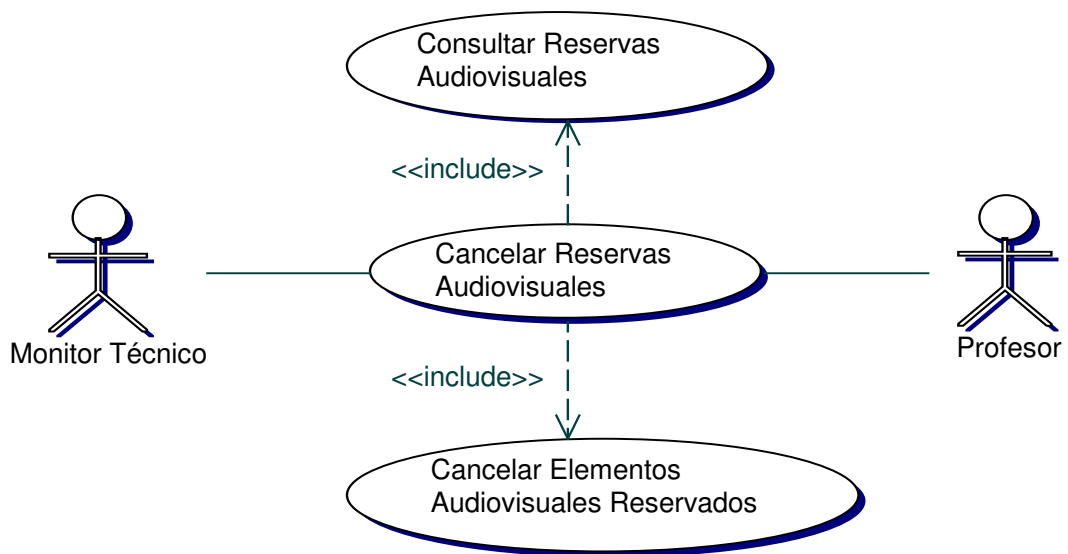 Consultar Reservas
Audiovisuales
<<include>>
Cancelar Reservas
Audiovisuales
Monitor Técnico
Profesor
<<include>>
Cancelar Elementos
Audiovisuales Reservados